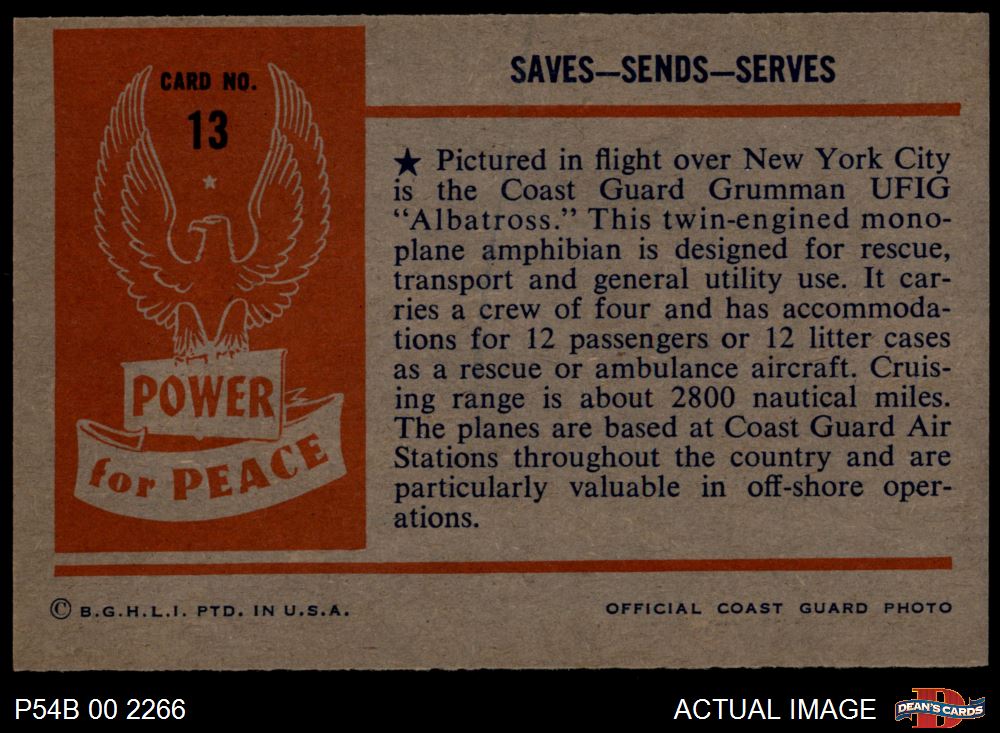 CARD NO.
13
POWER
for PEACE
SAVES—SENDS—SERVES
★ Pictured in flight over New York City
is the Coast Guard Grumman UFIG
“Albatross.” This twin-engined mono-
plane amphibian is designed for rescue,
transport and general utility use. It car-
ries a crew of four and has accommoda-
tions for 12 passengers or 12 litter cases
as a rescue or ambulance aircraft. Cruis-
ing range is about 2800 nautical miles.
The planes are based at Coast Guard Air
Stations throughout the country and are
particularly valuable in off-shore oper-
ations.
© B.G.H.L.I. PTD. IN U.S.A.
OFFICIAL COAST GUARD PHOTO
P54B 00 2266
ACTUAL IMAGE
DEAN'S CARDS